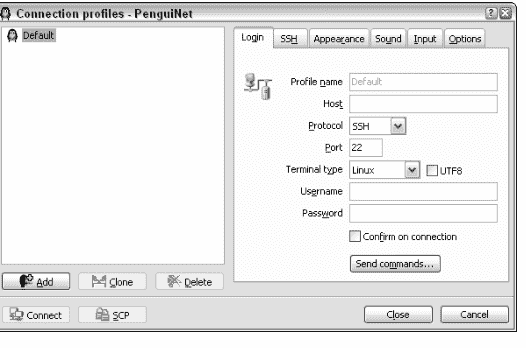 Connection profiles - PenguiNet
Default
Login SSH Appearance Sound Input Options
Profile name Default
Host
Protocol SSH
Port 22
Terminal type Linux UTF8
Username
Password
Confirm on connection
Send commands...
Add Clone Delete
Connect SCP Close Cancel